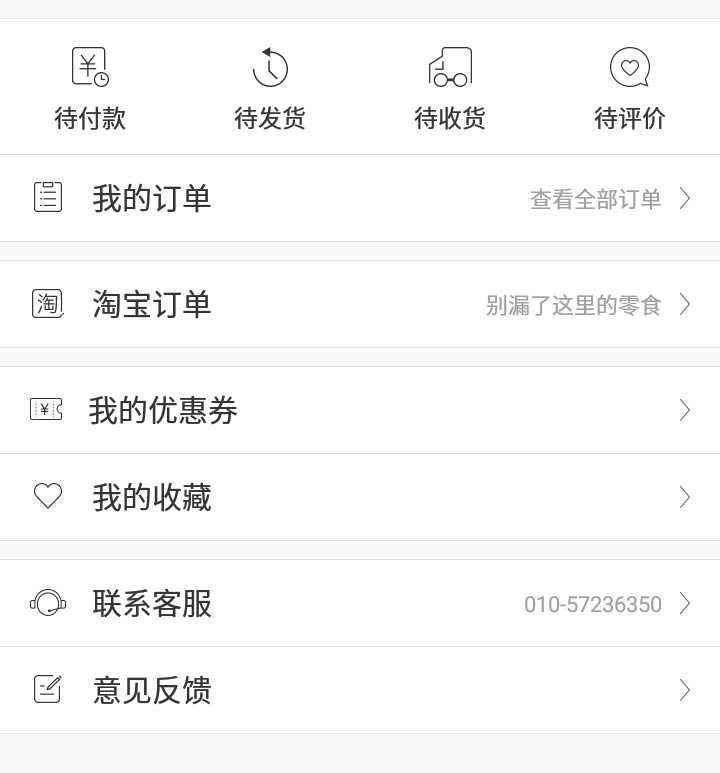 待付款 待发货 待收货 待评价
我的订单 查看全部订单
淘 淘宝订单 别漏了这里的零食
¥ 我的优惠券
我的收藏
联系客服 010-57236350
意见反馈